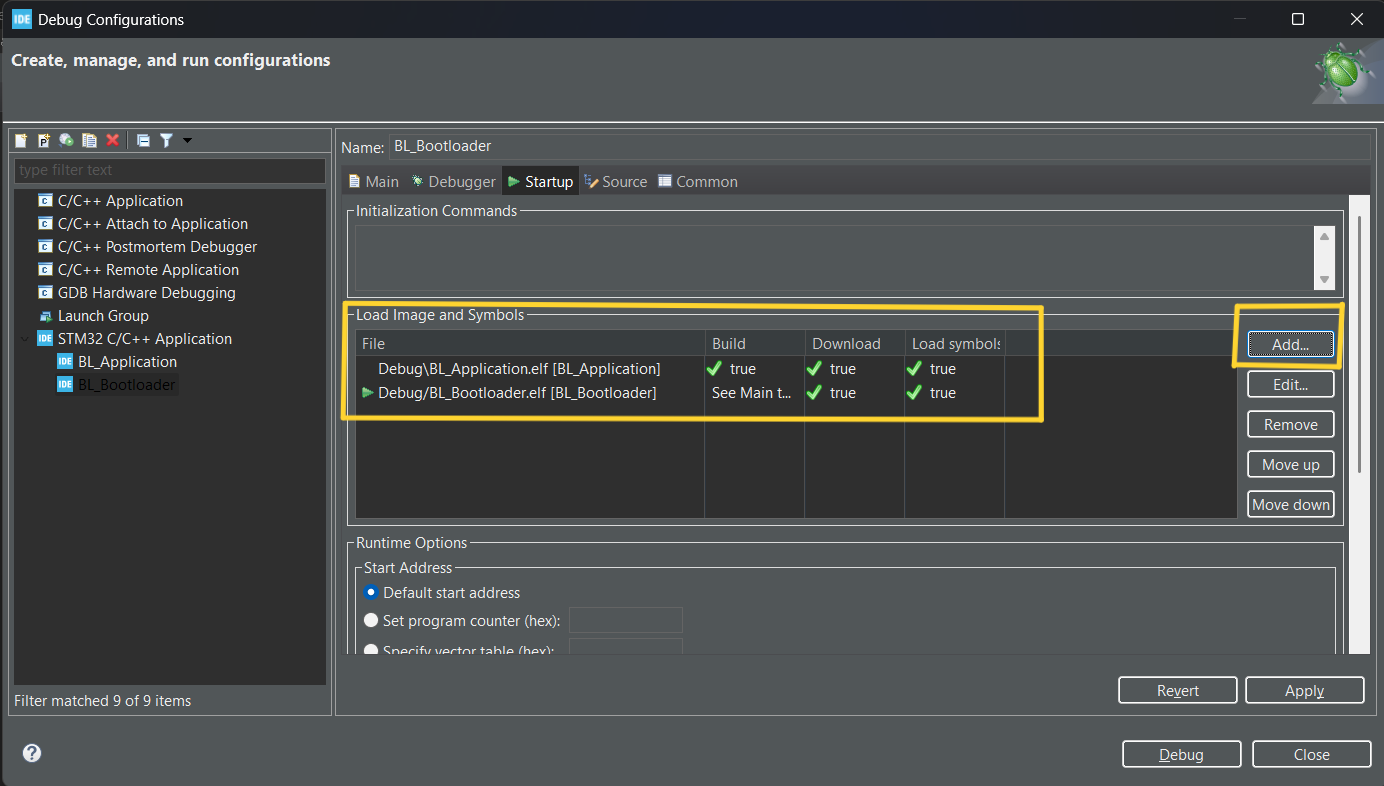 IDE Debug Configurations
Create, manage, and run configurations
type filter text
C/C++ Application
C/C++ Attach to Application
C/C++ Postmortem Debugger
C/C++ Remote Application
GDB Hardware Debugging
Launch Group
IDE STM32 C/C++ Application
IDE BL_Application
IDE BL_Bootloader
Filter matched 9 of 9 items
Name: BL_Bootloader
Main Debugger Startup Source Common
Initialization Commands
Load Image and Symbols
File Build Download Load symbols
Debug\BL_Application.elf [BL_Application] true true true
Debug/BL_Bootloader.elf [BL_Bootloader] See Main t... true true
Add...
Edit...
Remove
Move up
Move down
Runtime Options
Start Address
Default start address
Set program counter (hex):
Specify vector table (hex):
Revert Apply
? Debug Close